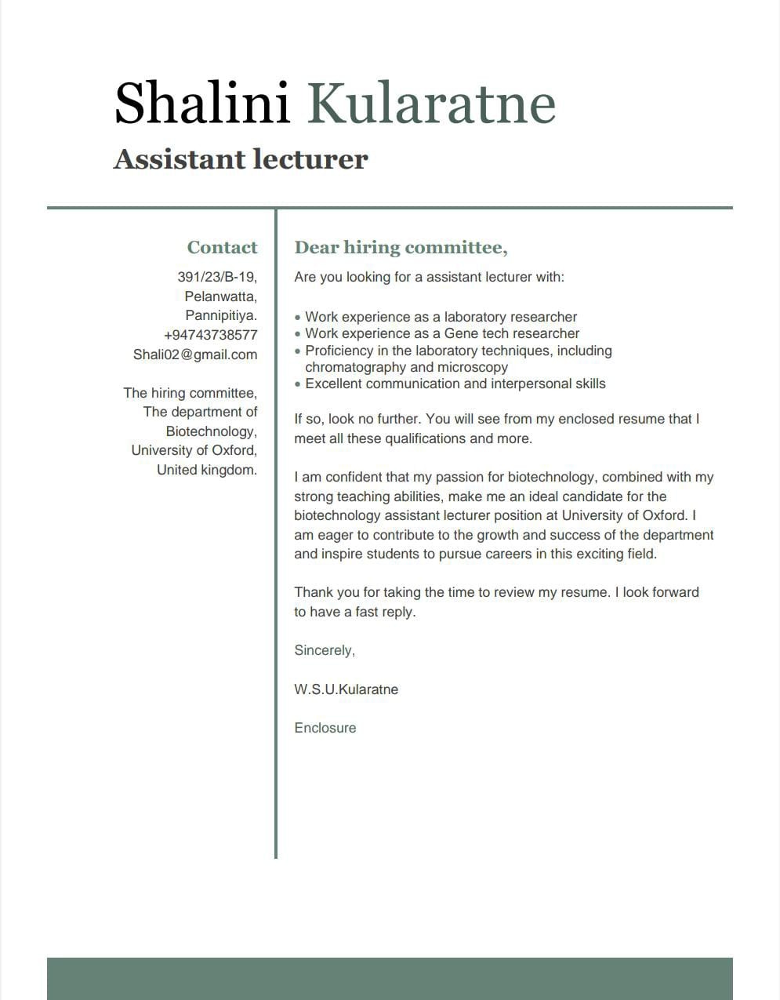 Shalini Kularatne
Assistant lecturer
Contact
391/23/B-19,
Pelanwatta,
Pannipitiya.
+94743738577
Shali02@gmail.com
The hiring committee,
The department of
Biotechnology,
University of Oxford,
United kingdom.
Dear hiring committee,
Are you looking for a assistant lecturer with:
• Work experience as a laboratory researcher
• Work experience as a Gene tech researcher
• Proficiency in the laboratory techniques, including
chromatography and microscopy
• Excellent communication and interpersonal skills
If so, look no further. You will see from my enclosed resume that I
meet all these qualifications and more.
I am confident that my passion for biotechnology, combined with my
strong teaching abilities, make me an ideal candidate for the
biotechnology assistant lecturer position at University of Oxford. I
am eager to contribute to the growth and success of the department
and inspire students to pursue careers in this exciting field.
Thank you for taking the time to review my resume. I look forward
to have a fast reply.
Sincerely,
W.S.U.Kularatne
Enclosure